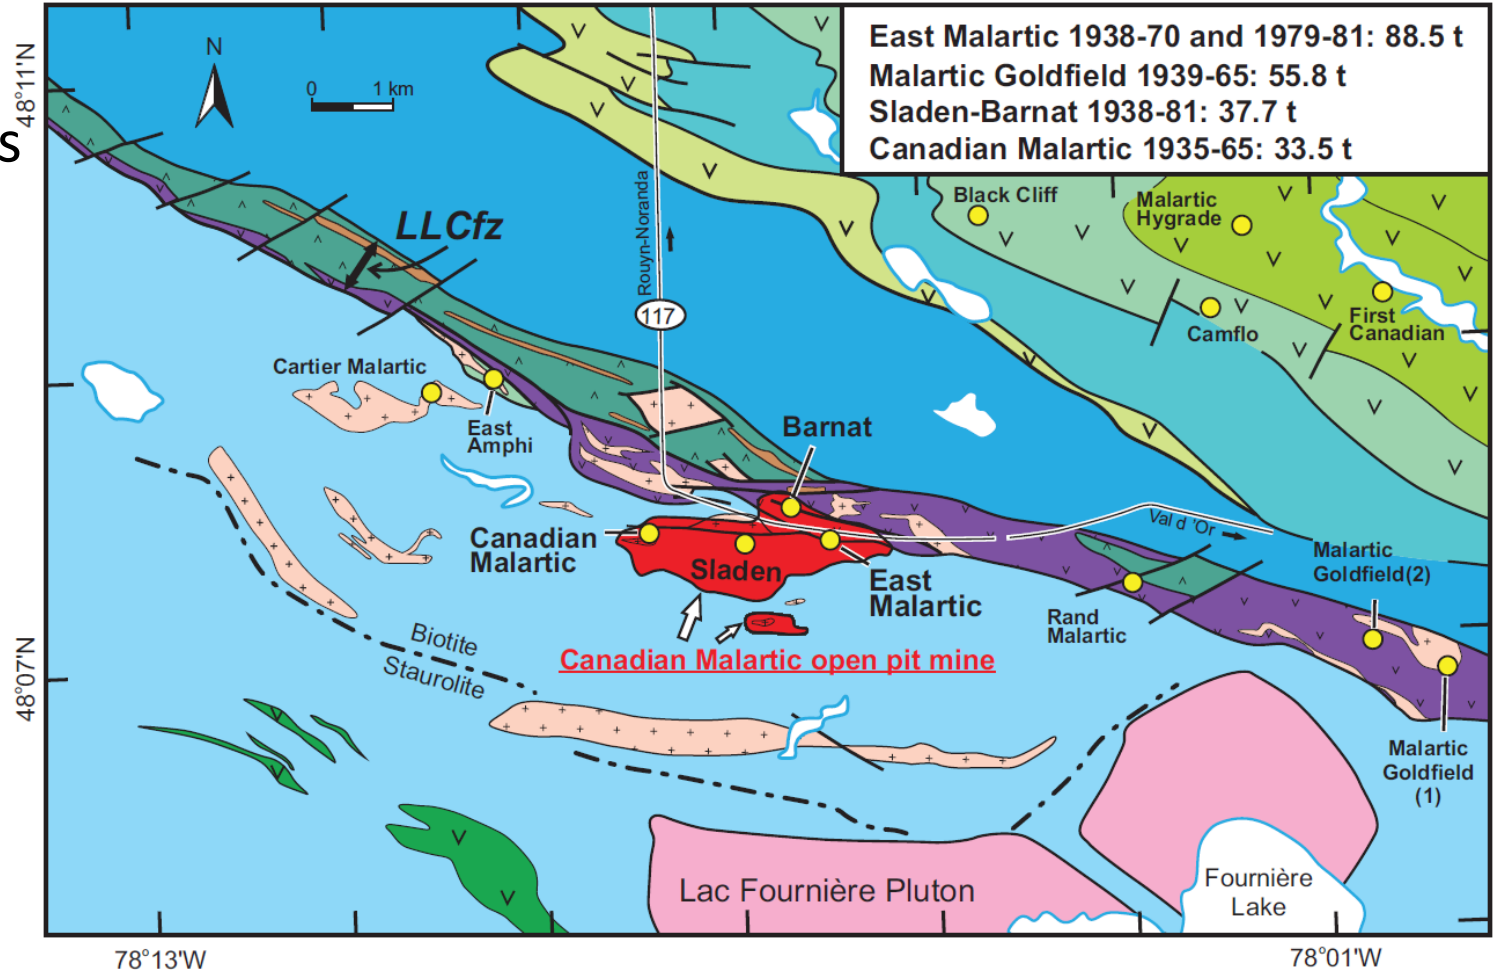 East Malartic 1938-70 and 1979-81: 88.5 t
Malartic Goldfield 1939-65: 55.8 t
Sladen-Barnat 1938-81: 37.7 t
Canadian Malartic 1935-65: 33.5 t
48°11'N
s
N
0 1 km
LLCfz
Rouyn-Noranda
117
Black Cliff
Malartic
Hygrade
Camflo
First
Canadian
Cartier Malartic
East
Amphi
Barnat
Canadian
Malartic
Sladen
East
Malartic
Val d 'Or
Malartic
Goldfield(2)
Rand
Malartic
Canadian Malartic open pit mine
48°07'N
Biotite
Staurolite
Malartic
Goldfield
(1)
Lac Fournière Pluton
Fournière
Lake
78°13'W
78°01'W